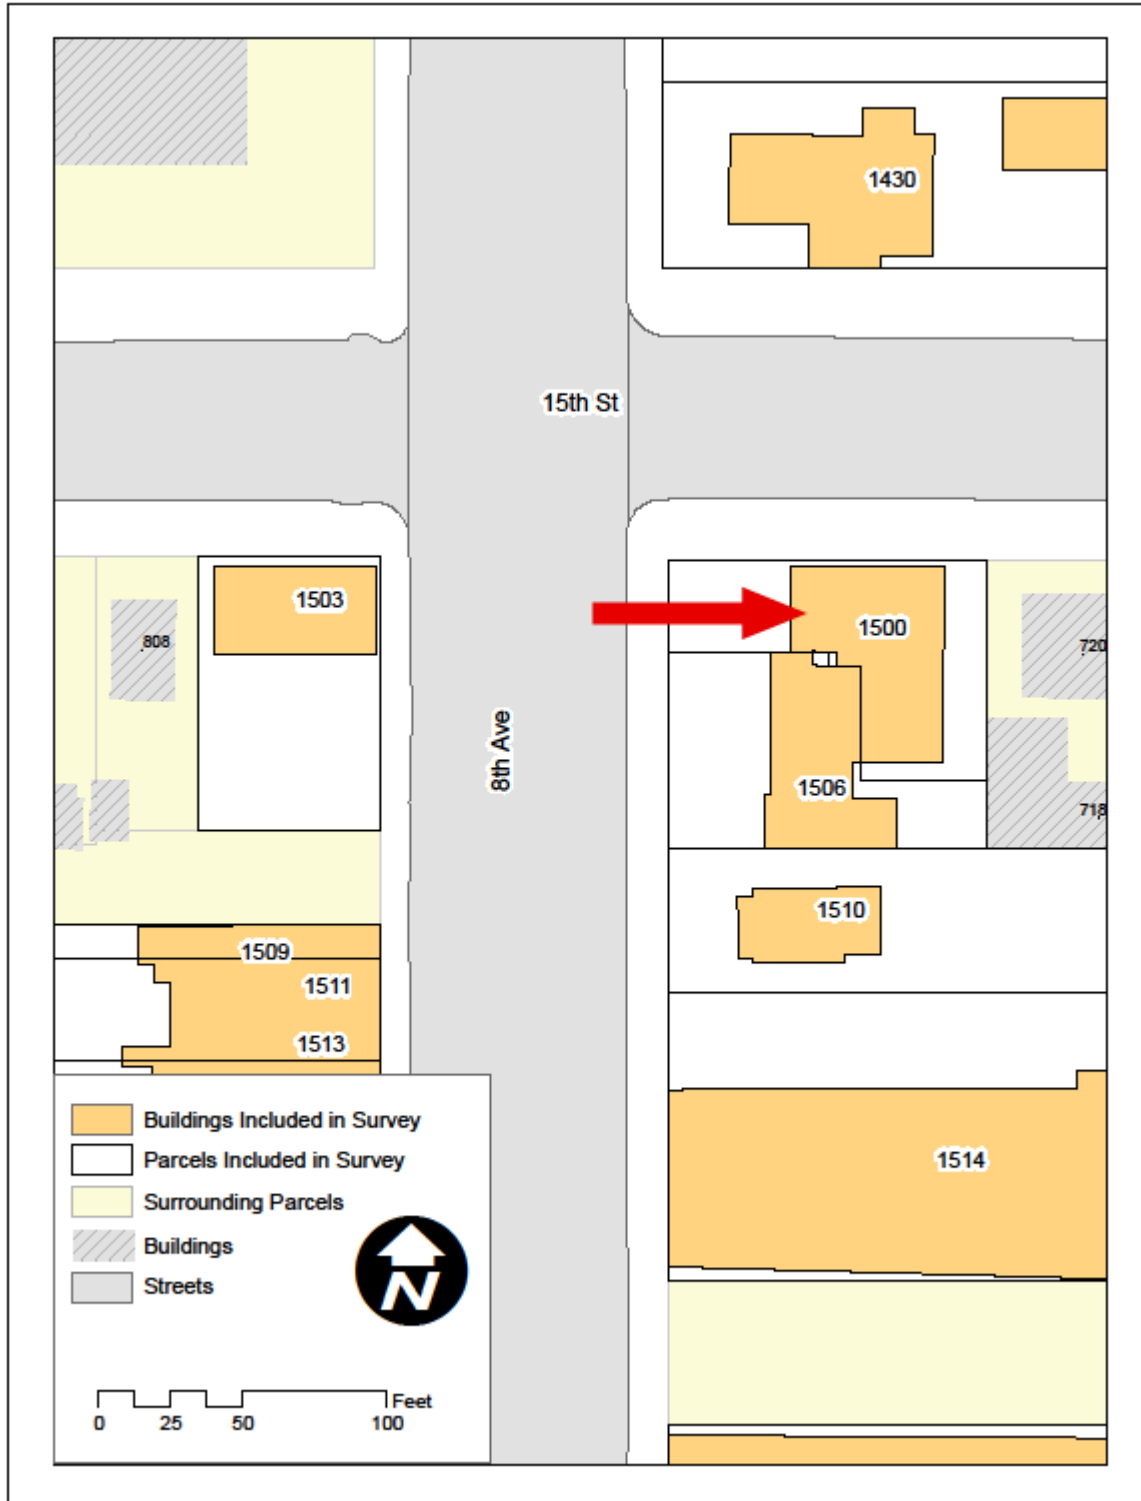 1430
15th St
1503
1500
808
720
8th Ave
1506
718
1510
1509
1511
1513
1514
Buildings Included in Survey
Parcels Included in Survey
Surrounding Parcels
Buildings
Streets
N
Feet
0 25 50 100